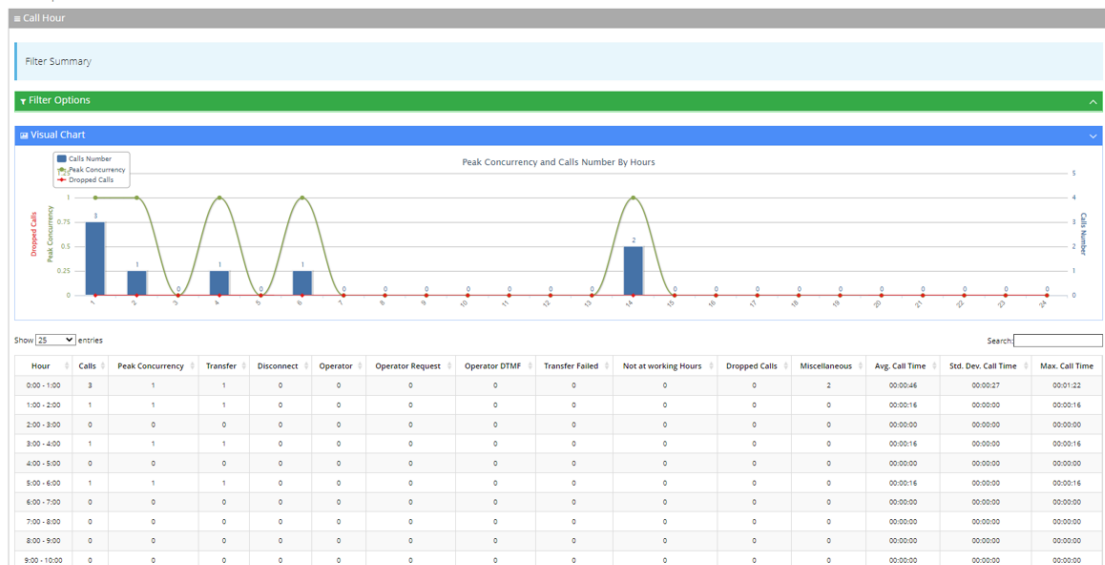 Call Hour
Filter Summary
Filter Options
Visual Chart
Peak Concurrency and Calls Number By Hours
Calls Number
Peak Concurrency
Dropped Calls
1.25
1
0.75
0.5
0.25
0
Dropped Calls
Peak Concurrency
5
4
3
2
1
0
Calls Number
3 1 0 1 0 1 0 0 0 0 0 0 0 2 0 0 0 0 0 0 0 0 0 0
1 2 3 4 5 6 7 8 9 10 11 12 13 14 15 16 17 18 19 20 21 22 23 24
Show 25 entries
Search:
Hour Calls Peak Concurrency Transfer Disconnect Operator Operator Request Operator DTMF Transfer Failed Not at working Hours Dropped Calls Miscellaneous Avg. Call Time Std. Dev. Call Time Max. Call Time
0:00 - 1:00 3 1 1 0 0 0 0 0 0 0 2 00:00:46 00:00:27 00:01:22
1:00 - 2:00 1 1 1 0 0 0 0 0 0 0 0 00:00:16 00:00:00 00:00:16
2:00 - 3:00 0 0 0 0 0 0 0 0 0 0 0 00:00:00 00:00:00 00:00:00
3:00 - 4:00 1 1 1 0 0 0 0 0 0 0 0 00:00:16 00:00:00 00:00:16
4:00 - 5:00 0 0 0 0 0 0 0 0 0 0 0 00:00:00 00:00:00 00:00:00
5:00 - 6:00 1 1 1 0 0 0 0 0 0 0 0 00:00:16 00:00:00 00:00:16
6:00 - 7:00 0 0 0 0 0 0 0 0 0 0 0 00:00:00 00:00:00 00:00:00
7:00 - 8:00 0 0 0 0 0 0 0 0 0 0 0 00:00:00 00:00:00 00:00:00
8:00 - 9:00 0 0 0 0 0 0 0 0 0 0 0 00:00:00 00:00:00 00:00:00
9:00 - 10:00 0 0 0 0 0 0 0 0 0 0 0 00:00:00 00:00:00 00:00:00